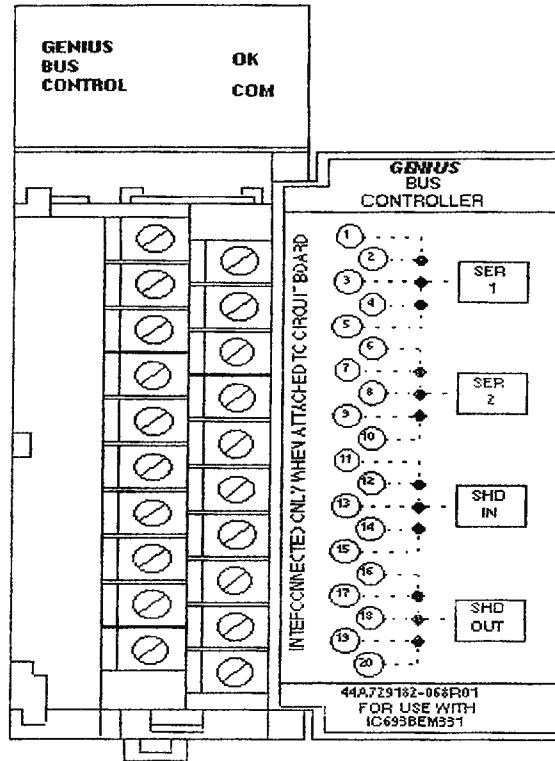 GENIUS
BUS
CONTROL
OK
COM
GENIUS
BUS
CONTROLLER
INTERCONNECTED ONLY WHEN ATTACHED TO CIRCUIT BOARD
1
2
3
4
5
SER
1
6
7
8
9
10
SER
2
11
12
13
14
15
SHD
IN
16
17
18
19
20
SHD
OUT
44A729182-068R01
FOR USE WITH
IC693BEM331